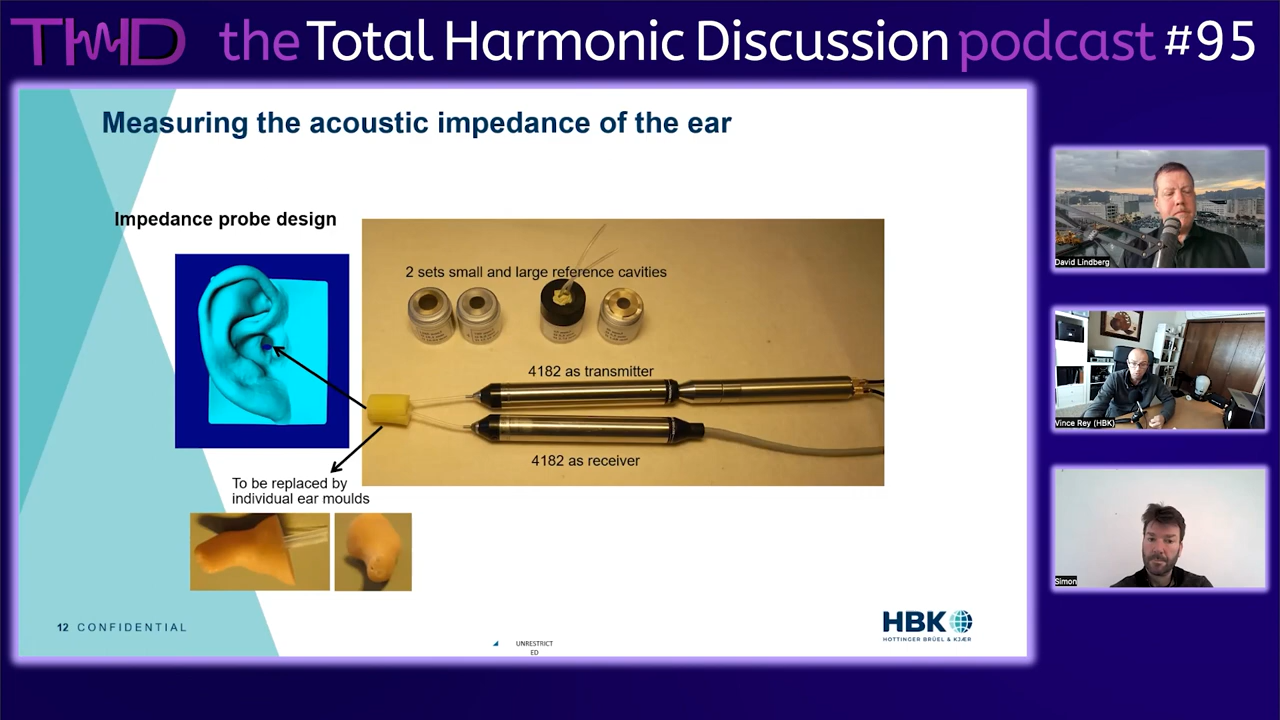 THD the Total Harmonic Discussion podcast #95
Measuring the acoustic impedance of the ear
Impedance probe design
2 sets small and large reference cavities
4182 as transmitter
4182 as receiver
To be replaced by
individual ear moulds
12 CONFIDENTIAL
UNRESTRICT
ED
HBK
HOTTINGER BRÜEL & KJÆR
David Lindberg
Vince Rey (HBK)
Simon